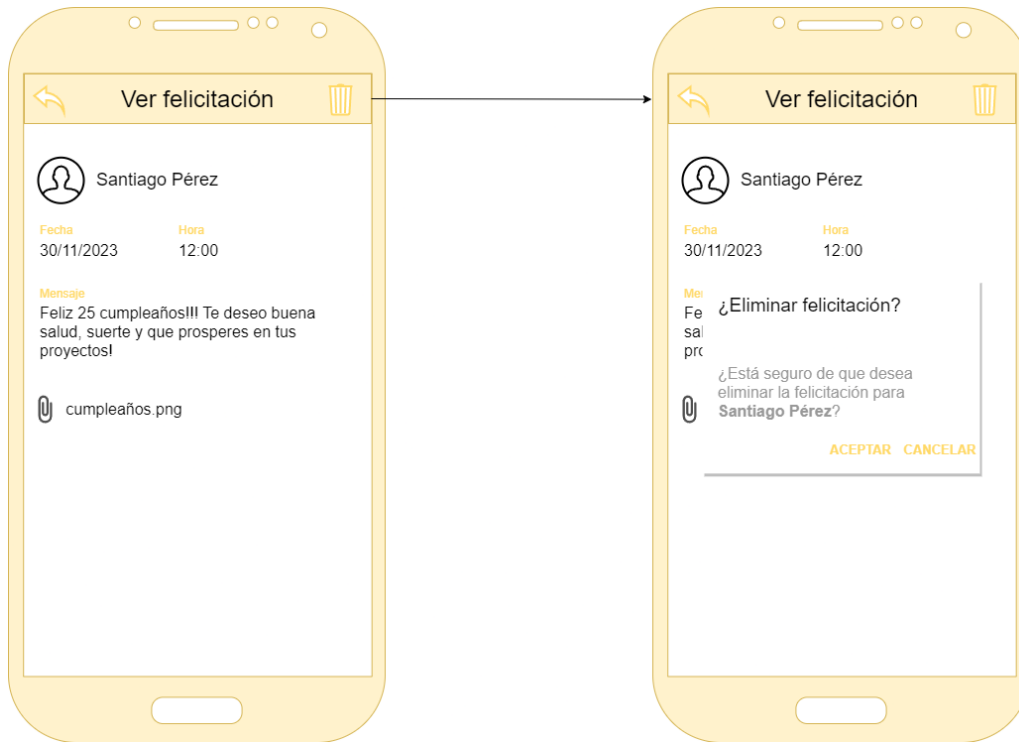 Ver felicitación
Santiago Pérez
Fecha
Hora
30/11/2023
12:00
Mensaje
Feliz 25 cumpleaños!!! Te deseo buena
salud, suerte y que prosperes en tus
proyectos!
cumpleaños.png
Ver felicitación
Santiago Pérez
Fecha
Hora
30/11/2023
12:00
¿Eliminar felicitación?
¿Está seguro de que desea
eliminar la felicitación para
Santiago Pérez?
ACEPTAR CANCELAR